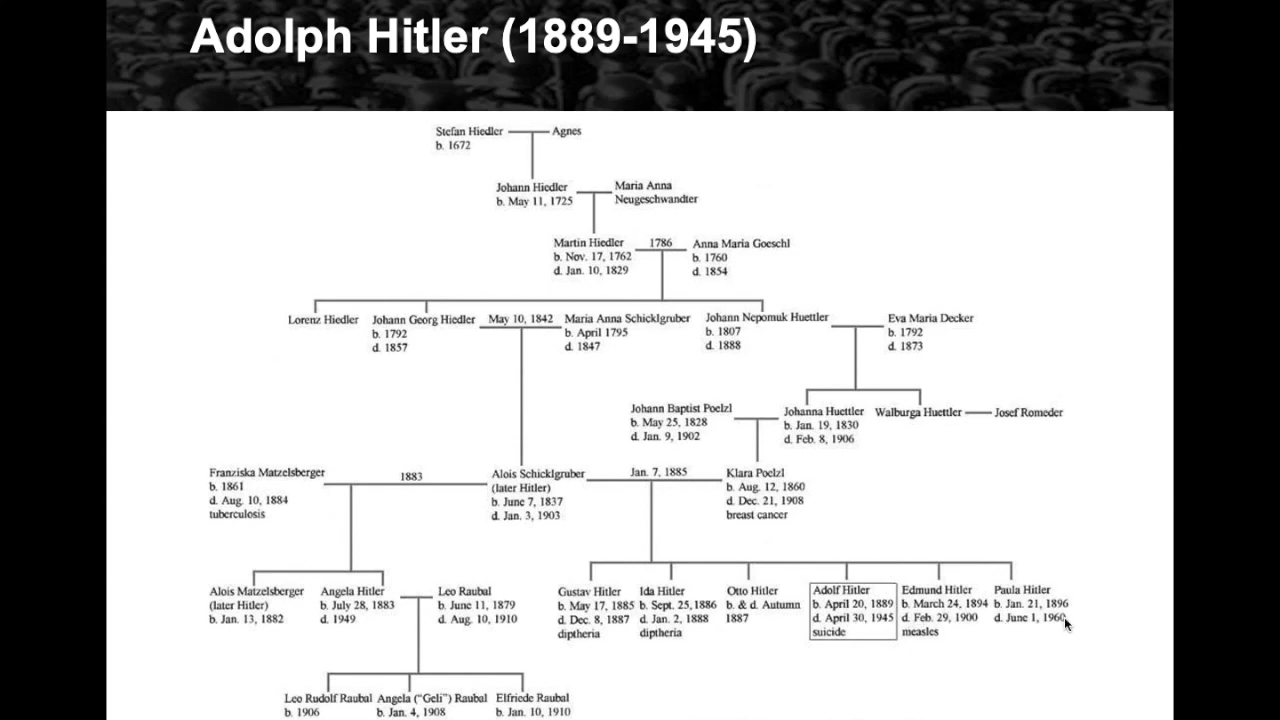 Adolph Hitler (1889-1945)
Stefan Hiedler
b. 1672
Agnes
Johann Hiedler
b. May 11, 1725
Maria Anna
Neugeschwandter
Martin Hiedler
b. Nov. 17, 1762
d. Jan. 10, 1829
1786
Anna Maria Goeschl
b. 1760
d. 1854
Lorenz Hiedler
Johann Georg Hiedler
b. 1792
d. 1857
May 10, 1842
Maria Anna Schicklgruber
b. April 1795
d. 1847
Johann Nepomuk Huettler
b. 1807
d. 1888
Eva Maria Decker
b. 1792
d. 1873
Johann Baptist Poelzl
b. May 25, 1828
d. Jan. 9, 1902
Johanna Huettler
b. Jan. 19, 1830
d. Feb. 8, 1906
Walburga Huettler
Josef Romeder
Franziska Matzelsberger
b. 1861
d. Aug. 10, 1884
tuberculosis
1883
Alois Schicklgruber
(later Hitler)
b. June 7, 1837
d. Jan. 3, 1903
Jan. 7, 1885
Klara Poelzl
b. Aug. 12, 1860
d. Dec. 21, 1908
breast cancer
Alois Matzelsberger
(later Hitler)
b. Jan. 13, 1882
Angela Hitler
b. July 28, 1883
d. 1949
Leo Raubal
b. June 11, 1879
d. Aug. 10, 1910
Gustav Hitler
b. May 17, 1885
d. Dec. 8, 1887
diptheria
Ida Hitler
b. Sept. 25, 1886
d. Jan. 2, 1888
diptheria
Otto Hitler
b. & d. Autumn
1887
Adolf Hitler
b. April 20, 1889
d. April 30, 1945
suicide
Edmund Hitler
b. March 24, 1894
d. Feb. 29, 1900
measles
Paula Hitler
b. Jan. 21, 1896
d. June 1, 1960
Leo Rudolf Raubal
b. 1906
Angela ("Geli") Raubal
b. Jan. 4, 1908
Elfriede Raubal
b. Jan. 10, 1910